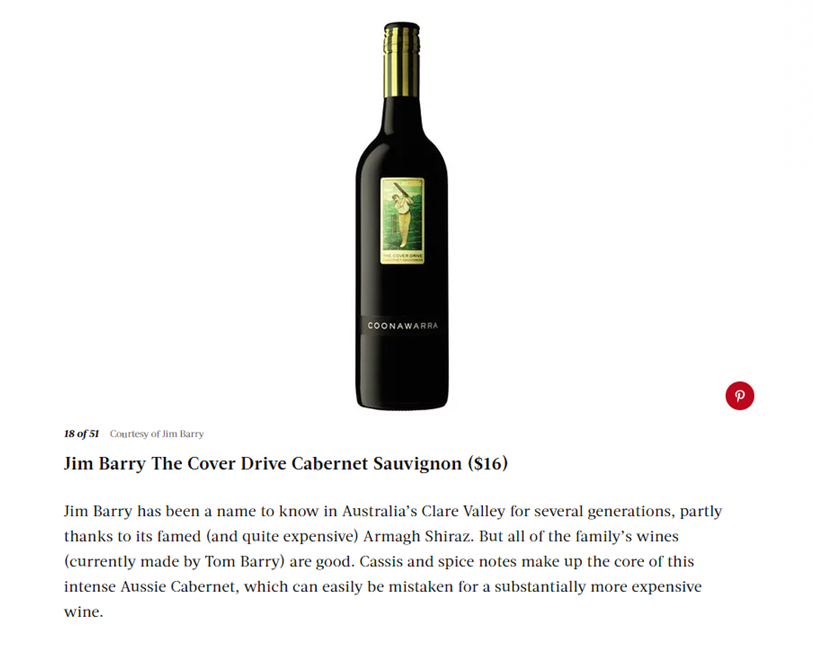 THE COVER DRIVE
CABERNET SAUVIGNON
COONAWARRA
18 of 51 Courtesy of Jim Barry
Jim Barry The Cover Drive Cabernet Sauvignon ($16)
Jim Barry has been a name to know in Australia’s Clare Valley for several generations, partly
thanks to its famed (and quite expensive) Armagh Shiraz. But all of the family’s wines
(currently made by Tom Barry) are good. Cassis and spice notes make up the core of this
intense Aussie Cabernet, which can easily be mistaken for a substantially more expensive
wine.